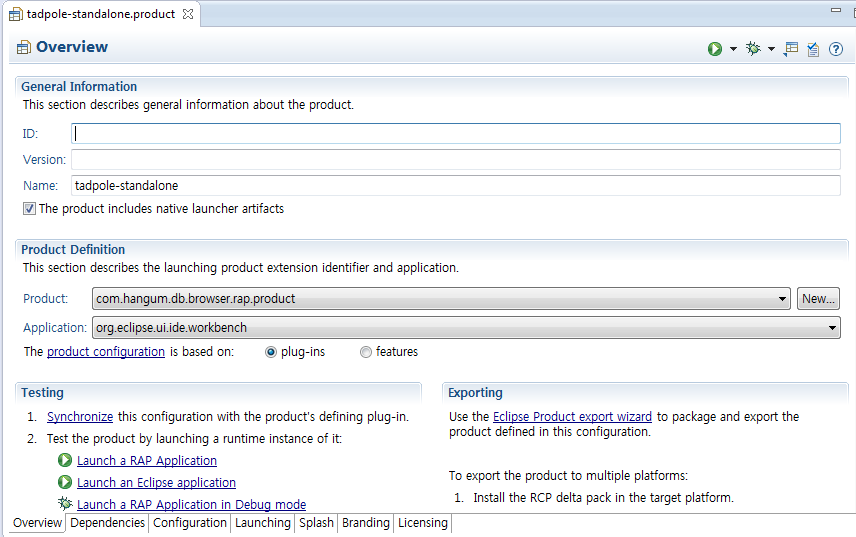 tadpole-standalone.product
Overview
General Information
This section describes general information about the product.
ID:
Version:
Name: tadpole-standalone
The product includes native launcher artifacts
Product Definition
This section describes the launching product extension identifier and application.
Product: com.hangum.db.browser.rap.product New...
Application: org.eclipse.ui.ide.workbench
The product configuration is based on: plug-ins features
Testing
1. Synchronize this configuration with the product's defining plug-in.
2. Test the product by launching a runtime instance of it:
Launch a RAP Application
Launch an Eclipse application
Launch a RAP Application in Debug mode
Exporting
Use the Eclipse Product export wizard to package and export the
product defined in this configuration.
To export the product to multiple platforms:
1. Install the RCP delta pack in the target platform.
Overview Dependencies Configuration Launching Splash Branding Licensing